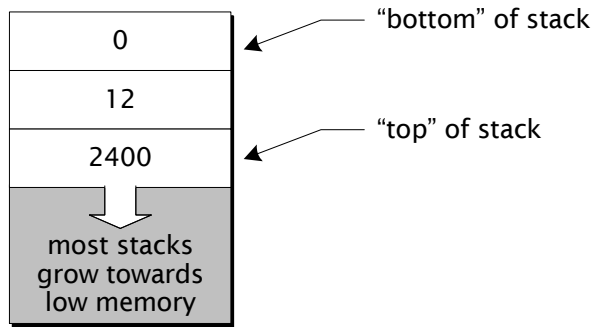 “bottom” of stack
0
12
“top” of stack
2400
most stacks
grow towards
low memory